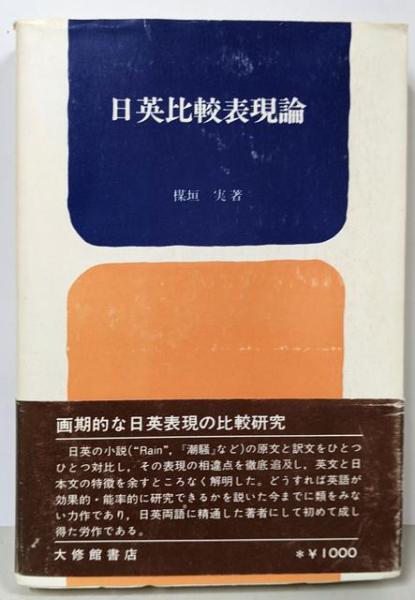 日英比較表現論
楳垣 実著
画期的な日英表現の比較研究
日英の小説(“Rain”，『潮騒』など)の原文と訳文をひとつ
ひとつ対比し，その表現の相違点を徹底追及し，英文と日
本文の特徴を余すところなく解明した。どうすれば英語が
効果的・能率的に研究できるかを説いた今までに類をみな
い力作であり，日英両語に精通した著者にして初めて成し
得た労作である。
大修館書店 *￥1000